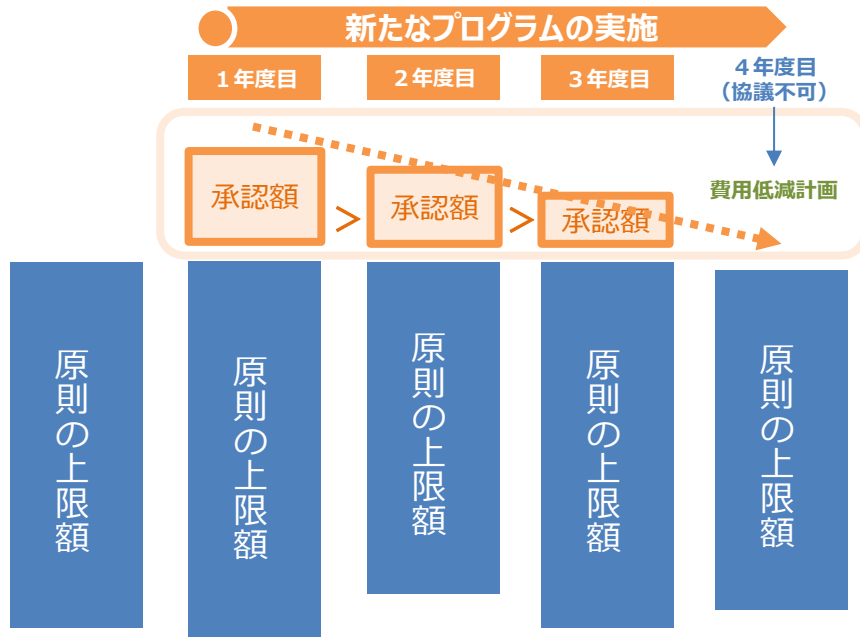 新たなプログラムの実施
１年度目
２年度目
３年度目
４年度目
（協議不可）
費用低減計画
承認額
＞
承認額
＞
承認額
原則の上限額
原則の上限額
原則の上限額
原則の上限額
原則の上限額